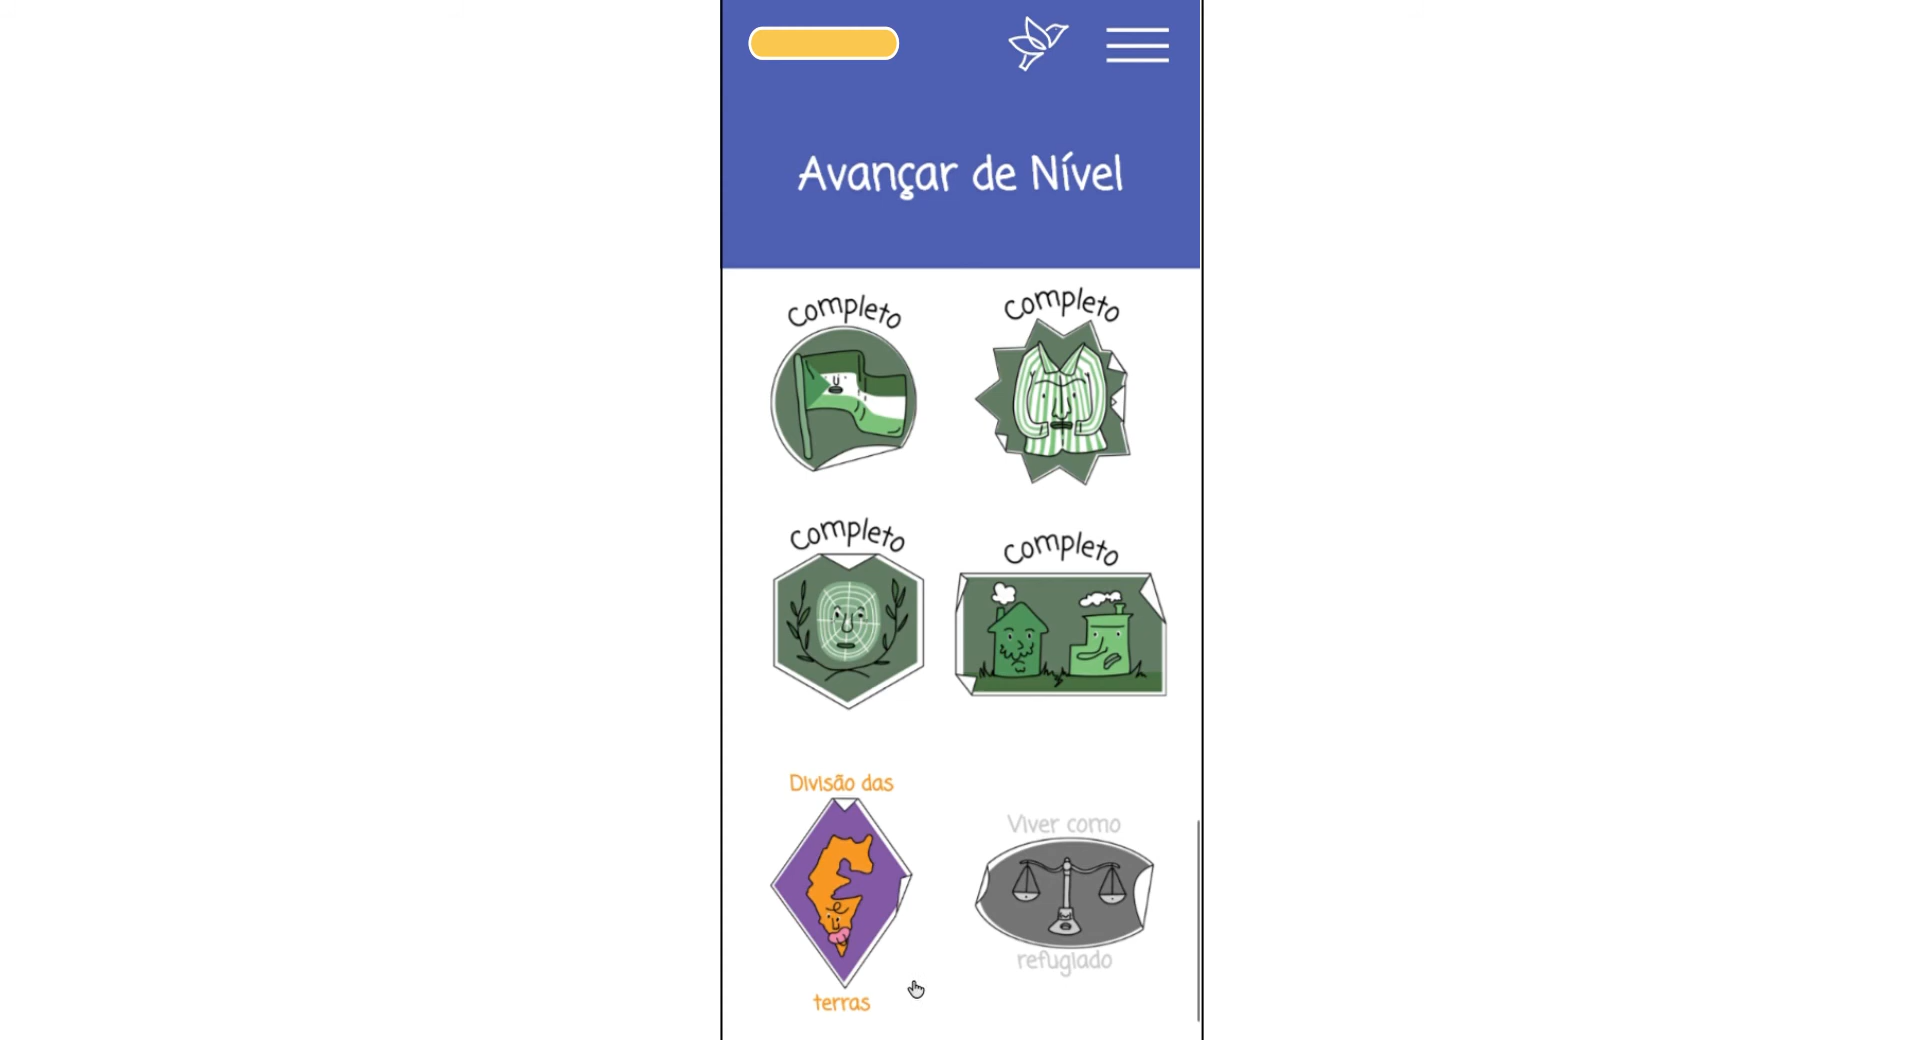 Avançar de Nível
Completo
Completo
Completo
Completo
Divisão das
terras
Viver como
refugiado